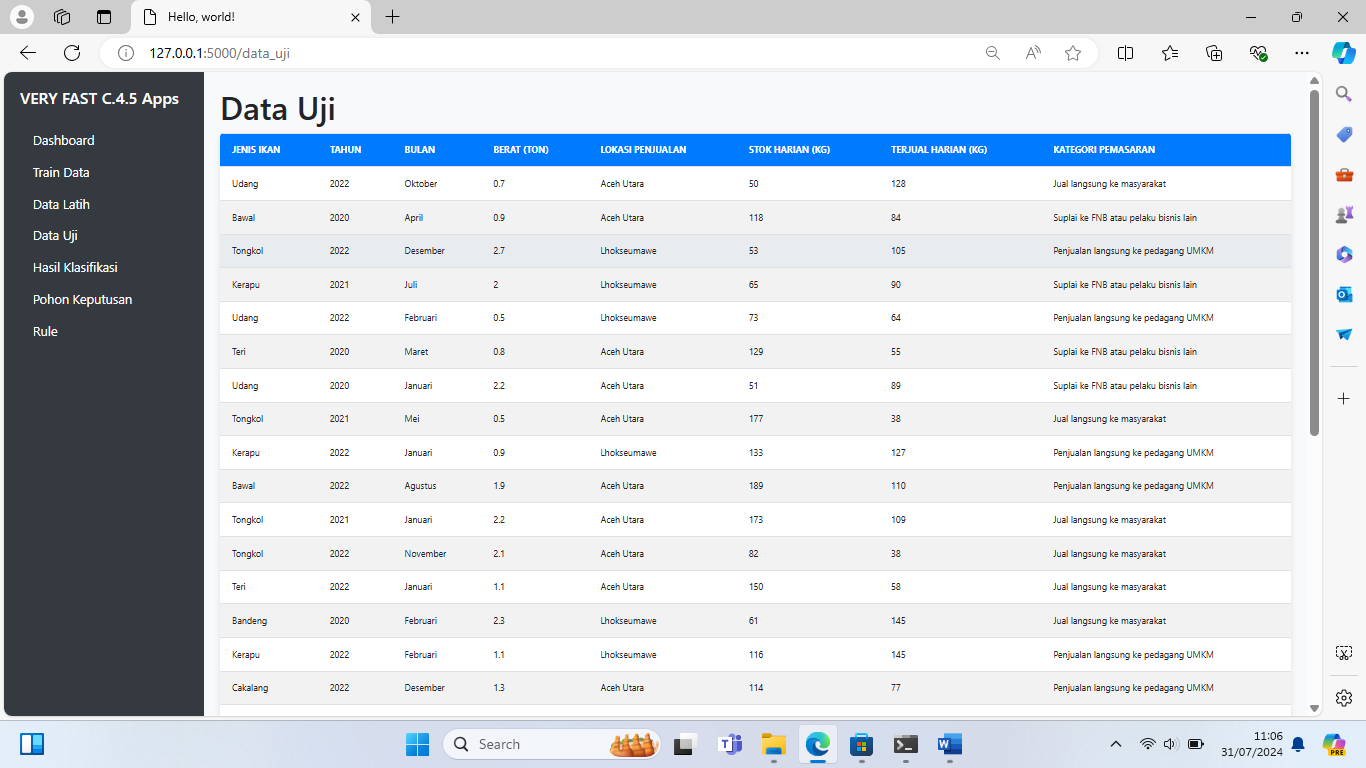 Hello, world!
127.0.0.1:5000/data_uji
VERY FAST C.4.5 Apps
Dashboard
Train Data
Data Latih
Data Uji
Hasil Klasifikasi
Pohon Keputusan
Rule
Data Uji
JENIS IKAN TAHUN BULAN BERAT (TON) LOKASI PENJUALAN STOK HARIAN (KG) TERJUAL HARIAN (KG) KATEGORI PEMASARAN
Udang 2022 Oktober 0.7 Aceh Utara 50 128 Jual langsung ke masyarakat
Bawal 2020 April 0.9 Aceh Utara 118 84 Suplai ke FNB atau pelaku bisnis lain
Tongkol 2022 Desember 2.7 Lhokseumawe 53 105 Penjualan langsung ke pedagang UMKM
Kerapu 2021 Juli 2 Lhokseumawe 65 90 Suplai ke FNB atau pelaku bisnis lain
Udang 2022 Februari 0.5 Lhokseumawe 73 64 Penjualan langsung ke pedagang UMKM
Teri 2020 Maret 0.8 Aceh Utara 129 55 Suplai ke FNB atau pelaku bisnis lain
Udang 2020 Januari 2.2 Aceh Utara 51 89 Suplai ke FNB atau pelaku bisnis lain
Tongkol 2021 Mei 0.5 Aceh Utara 177 38 Jual langsung ke masyarakat
Kerapu 2022 Januari 0.9 Lhokseumawe 133 127 Penjualan langsung ke pedagang UMKM
Bawal 2022 Agustus 1.9 Aceh Utara 189 110 Penjualan langsung ke pedagang UMKM
Tongkol 2021 Januari 2.2 Aceh Utara 173 109 Jual langsung ke masyarakat
Tongkol 2022 November 2.1 Aceh Utara 82 38 Jual langsung ke masyarakat
Teri 2022 Januari 1.1 Aceh Utara 150 58 Jual langsung ke masyarakat
Bandeng 2020 Februari 2.3 Lhokseumawe 61 145 Jual langsung ke masyarakat
Kerapu 2022 Februari 1.1 Lhokseumawe 116 145 Penjualan langsung ke pedagang UMKM
Cakalang 2022 Desember 1.3 Aceh Utara 114 77 Penjualan langsung ke pedagang UMKM
Search
11:06
31/07/2024
PRE